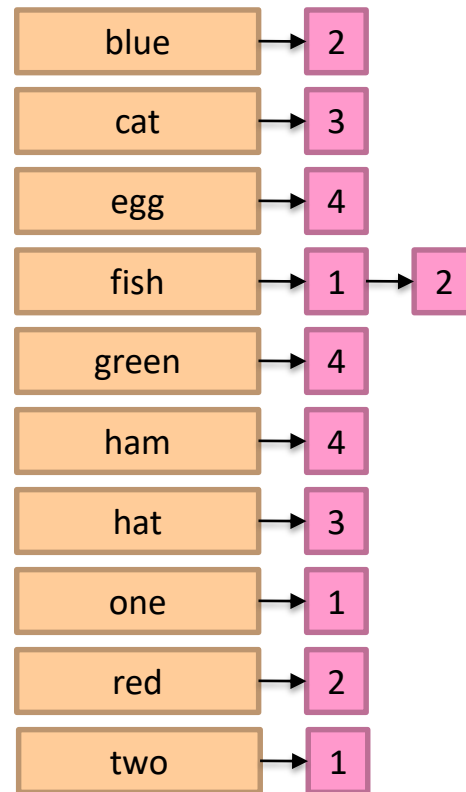 blue 2
cat 3
egg 4
fish 1 2
green 4
ham 4
hat 3
one 1
red 2
two 1